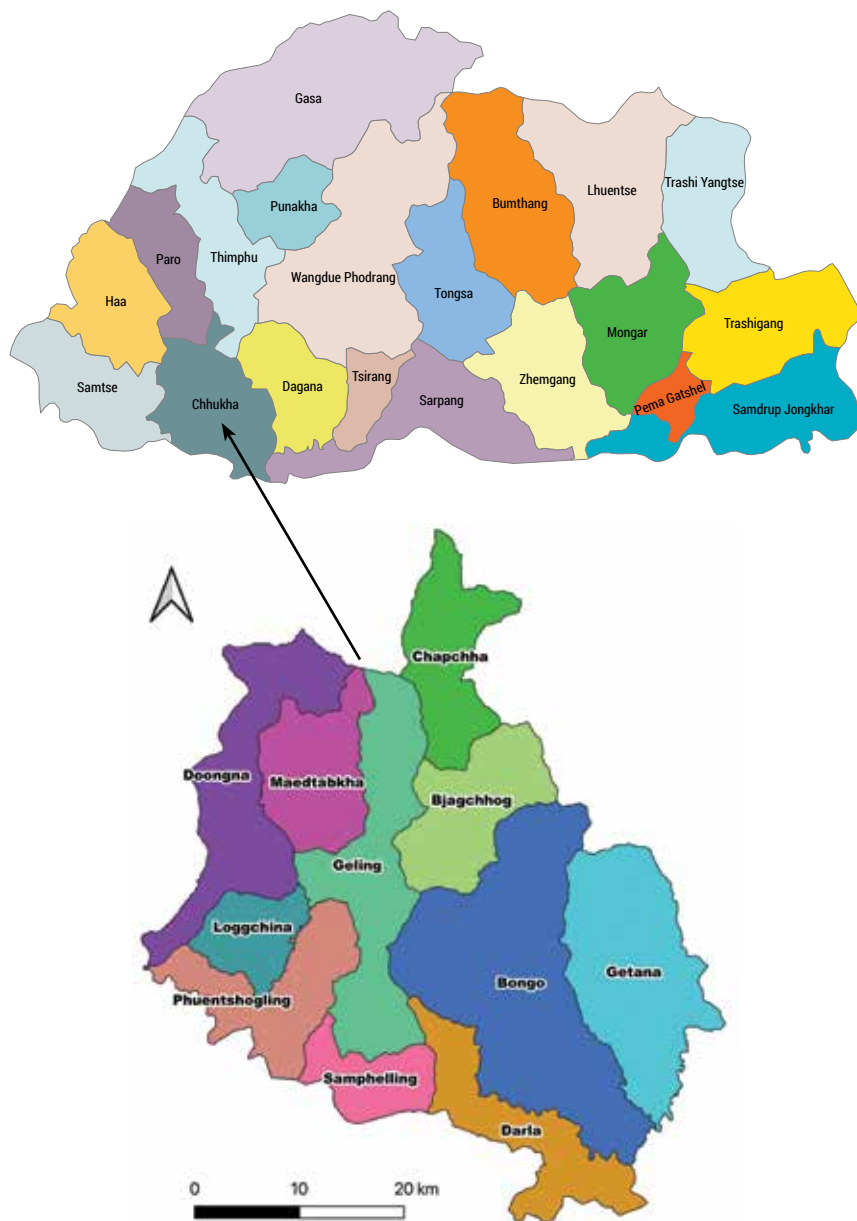 Gasa
Punakha
Bumthang
Lhuentse
Trashi Yangtse
Paro
Thimphu
Wangdue Phodrang
Tongsa
Haa
Mongar
Trashigang
Samtse
Chhukha
Dagana
Tsirang
Sarpang
Zhemgang
Pema Gatshel
Samdrup Jongkhar
Chapchha
Doongna
Maedtabkha
Bjagchhog
Geling
Loggchina
Phuentshogling
Bongo
Getana
Samphelling
Darla
0 10 20 km